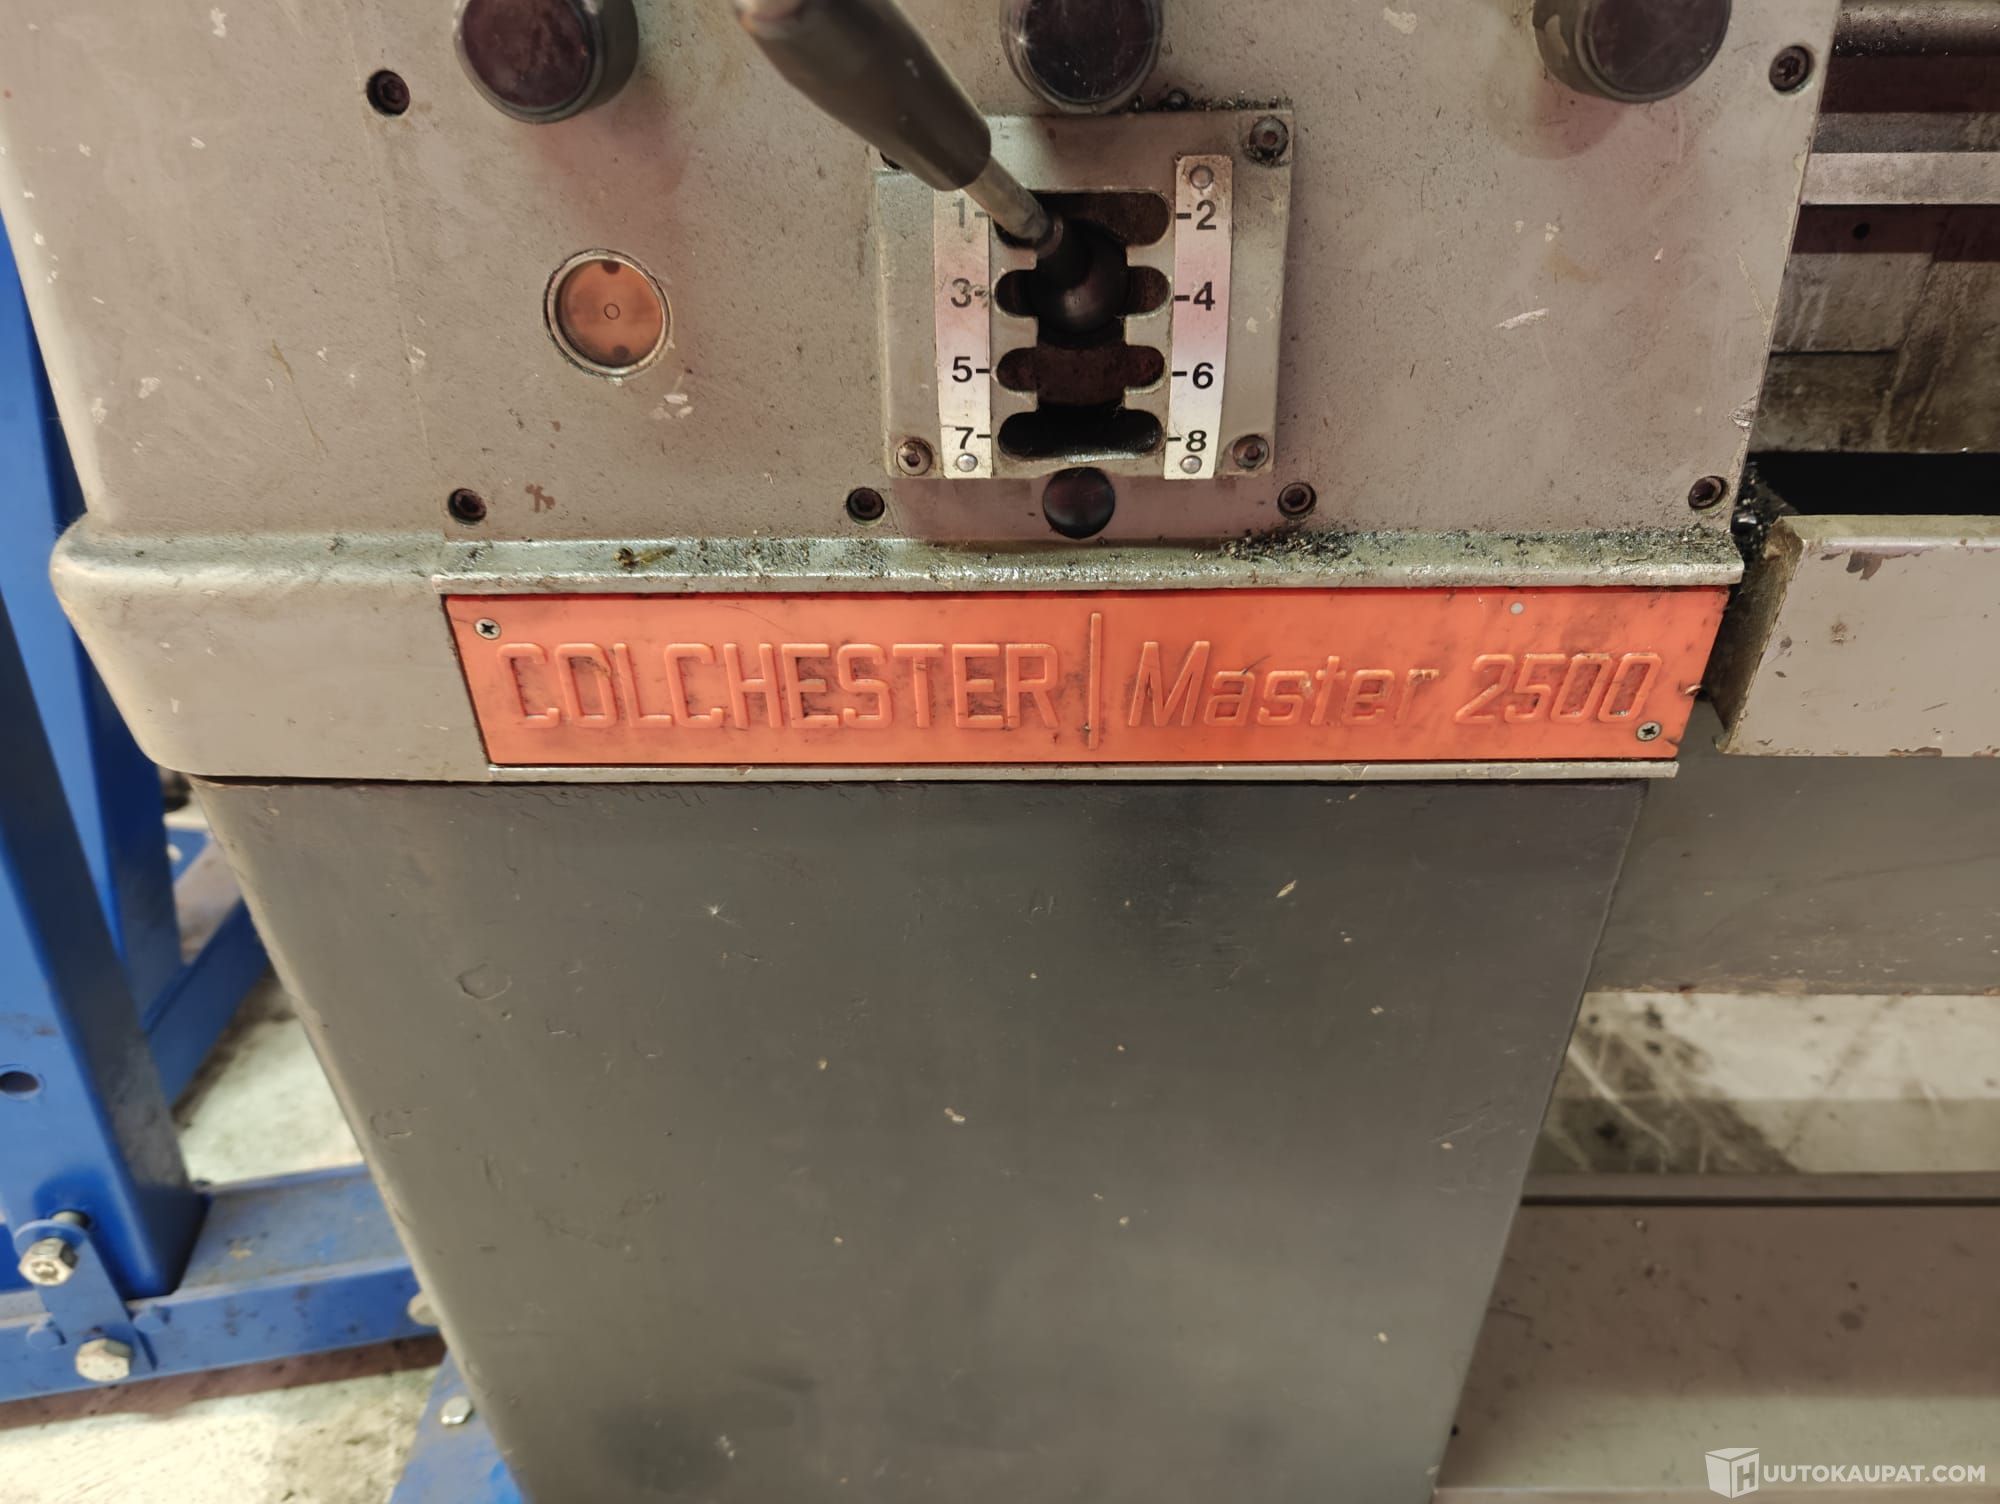 1- -2
3- -4
5- -6
7- -8
COLCHESTER | Master 2500
HUUTOKAUPAT.COM